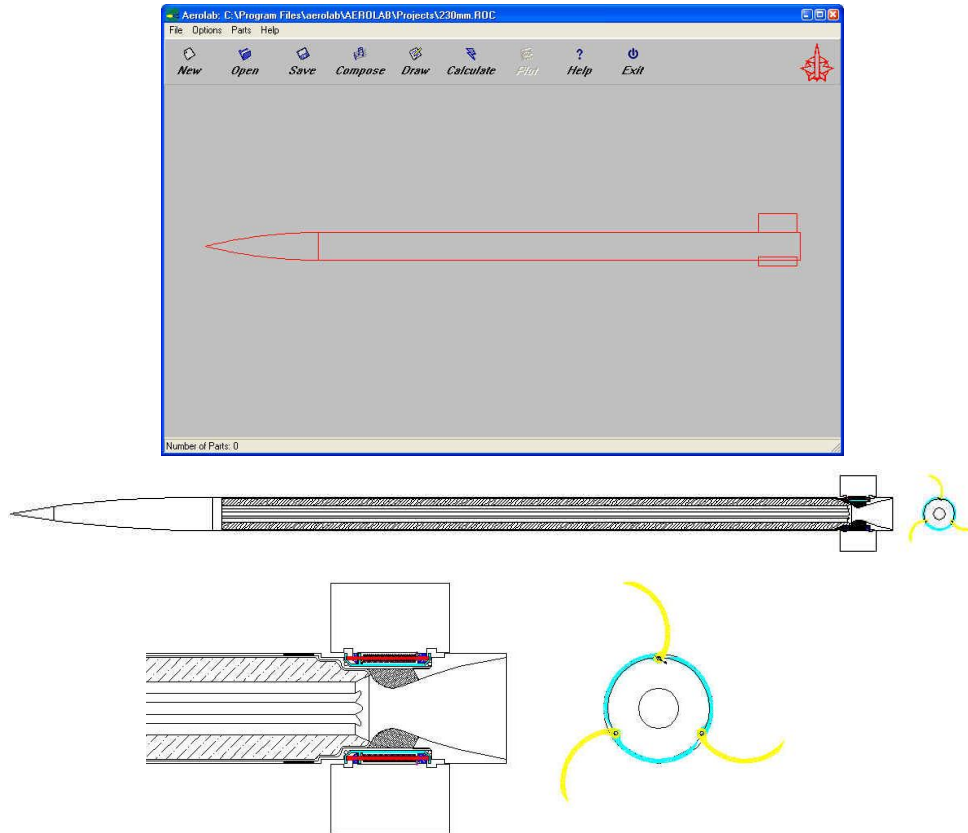 Aerolab: C:\Program Files\aerolab\AEROLAB\Projects\230mm.ROC
File Options Parts Help
New Open Save Compose Draw Calculate Plot Help Exit
Number of Parts: 0